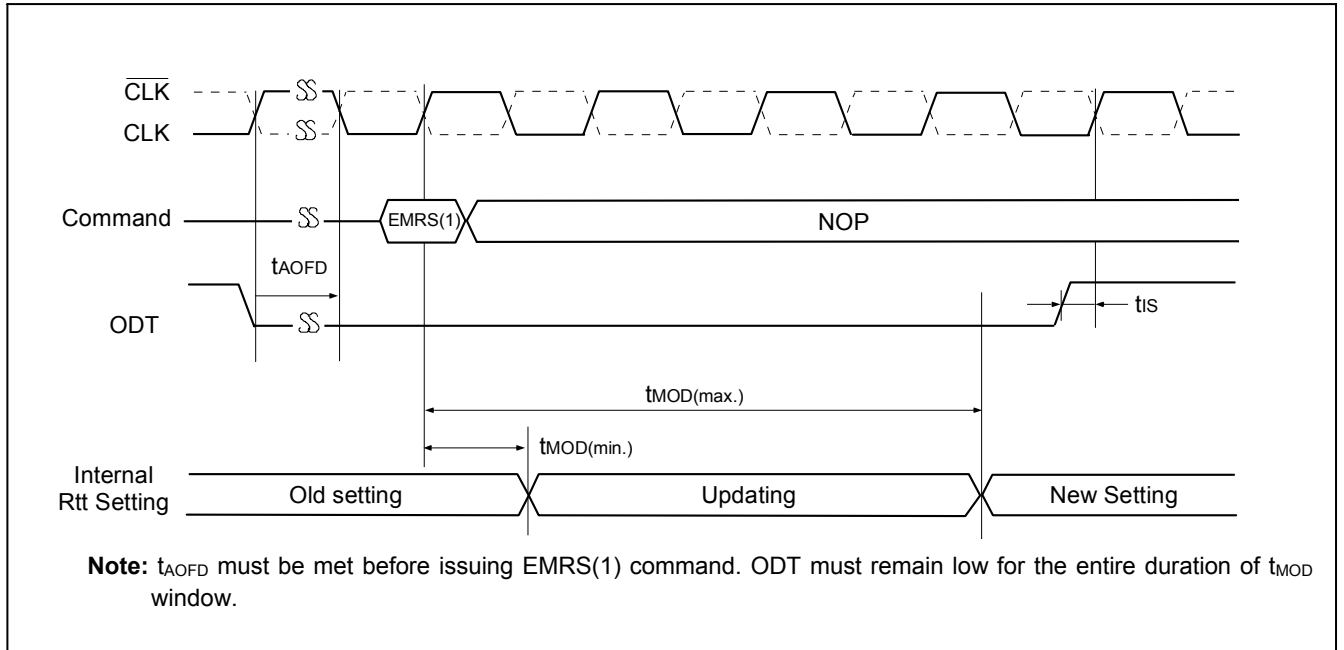 CLK
CLK
Command
EMRS(1)
NOP
tAOFD
ODT
tIS
tMOD(max.)
tMOD(min.)
Internal
Rtt Setting
Old setting
Updating
New Setting
Note: tAOFD must be met before issuing EMRS(1) command. ODT must remain low for the entire duration of tMOD
window.